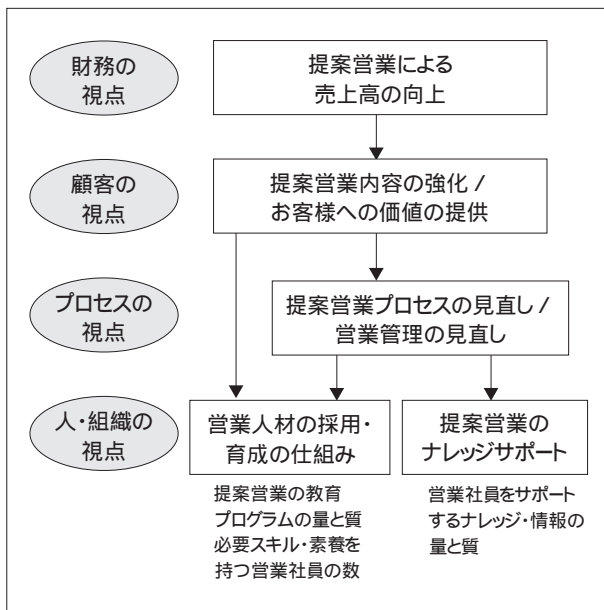 財務の
視点
提案営業による
売上高の向上
顧客の
視点
提案営業内容の強化 /
お客様への価値の提供
プロセスの
視点
提案営業プロセスの見直し /
営業管理の見直し
人・組織の
視点
営業人材の採用・
育成の仕組み
提案営業の
ナレッジサポート
提案営業の教育
プログラムの量と質
必要スキル・素養を
持つ営業社員の数
営業社員をサポート
するナレッジ・情報の
量と質